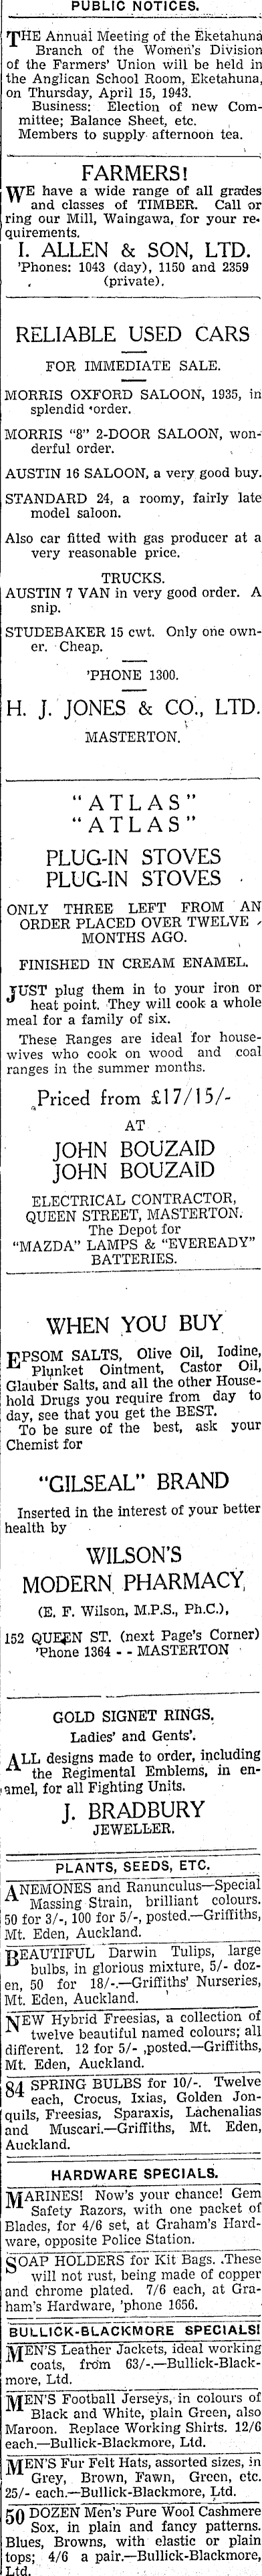 PUBLIC NOTICES.
THE Annual Meeting of the Eketahuna
Branch of the Women's Division
of the Farmers' Union will be held in
the Anglican School Room, Eketahuna,
on Thursday, April 15, 1943.
Business: Election of new Com-
mittee; Balance Sheet, etc.
Members to supply afternoon tea.
FARMERS!
WE have a wide range of all grades
and classes of TIMBER. Call or
ring our Mill, Waingawa, for your re-
quirements.
I. ALLEN & SON, LTD.
'Phones: 1043 (day), 1150 and 2359
(private).
RELIABLE USED CARS
FOR IMMEDIATE SALE.
MORRIS OXFORD SALOON, 1935, in
splendid order.
MORRIS "8" 2-DOOR SALOON, won-
derful order.
AUSTIN 16 SALOON, a very good buy.
STANDARD 24, a roomy, fairly late
model saloon.
Also car fitted with gas producer at a
very reasonable price.
TRUCKS.
AUSTIN 7 VAN in very good order. A
snip.
STUDEBAKER 15 cwt. Only one own-
er. Cheap.
'PHONE 1300.
H. J. JONES & CO., LTD.
MASTERTON.
"ATLAS"
"ATLAS"
PLUG-IN STOVES
PLUG-IN STOVES
ONLY THREE LEFT FROM AN
ORDER PLACED OVER TWELVE
MONTHS AGO.
FINISHED IN CREAM ENAMEL.
JUST plug them in to your iron or
heat point. They will cook a whole
meal for a family of six.
These Ranges are ideal for house-
wives who cook on wood and coal
ranges in the summer months.
Priced from £17/15/-
AT
JOHN BOUZAID
JOHN BOUZAID
ELECTRICAL CONTRACTOR,
QUEEN STREET, MASTERTON.
The Depot for
"MAZDA" LAMPS & "EVEREADY"
BATTERIES.
WHEN YOU BUY
EPSOM SALTS, Olive Oil, Iodine,
Plunket Ointment, Castor Oil,
Glauber Salts, and all the other House-
hold Drugs you require from day to
day, see that you get the BEST.
To be sure of the best, ask your
Chemist for
"GILSEAL" BRAND
Inserted in the interest of your better
health by
WILSON'S
MODERN PHARMACY,
(E. F. Wilson, M.P.S., Ph.C.),
152 QUEEN ST. (next Page's Corner)
'Phone 1364 - - MASTERTON
GOLD SIGNET RINGS.
Ladies' and Gents'.
ALL designs made to order, including
the Regimental Emblems, in en-
amel, for all Fighting Units.
J. BRADBURY
JEWELLER.
PLANTS, SEEDS, ETC.
ANEMONES and Ranunculus—Special
Massing Strain, brilliant colours.
50 for 3/-, 100 for 5/-, posted.—Griffiths,
Mt. Eden, Auckland.
BEAUTIFUL Darwin Tulips, large
bulbs, in glorious mixture, 5/- doz-
en, 50 for 18/-.—Griffiths' Nurseries,
Mt. Eden, Auckland.
NEW Hybrid Freesias, a collection of
twelve beautiful named colours; all
different. 12 for 5/- ,posted.—Griffiths,
Mt. Eden, Auckland.
84 SPRING BULBS for 10/-. Twelve
each, Crocus, Ixias, Golden Jon-
quils, Freesias, Sparaxis, Lachenalias
and Muscari.—Griffiths, Mt. Eden,
Auckland.
HARDWARE SPECIALS.
MARINES! Now's your chance! Gem
Safety Razors, with one packet of
Blades, for 4/6 set, at Graham's Hard-
ware, opposite Police Station.
SOAP HOLDERS for Kit Bags. .These
will not rust, being made of copper
and chrome plated. 7/6 each, at Gra-
ham's Hardware, 'phone 1656.
BULLICK-BLACKMORE SPECIALS!
MEN'S Leather Jackets, ideal working
coats, from 63/-.—Bullick-Black-
more, Ltd.
MEN'S Football Jerseys, in colours of
Black and White, plain Green, also
Maroon. Replace Working Shirts. 12/6
each.—Bullick-Blackmore, Ltd.
MEN'S Fur Felt Hats, assorted sizes, in
Grey, Brown, Fawn, Green, etc.
25/- each.—Bullick-Blackmore, Ltd.
50 DOZEN Men's Pure Wool Cashmere
Sox, in plain and fancy patterns.
Blues, Browns, with elastic or plain
tops; 4/6 a pair.—Bullick-Blackmore,
Ltd.